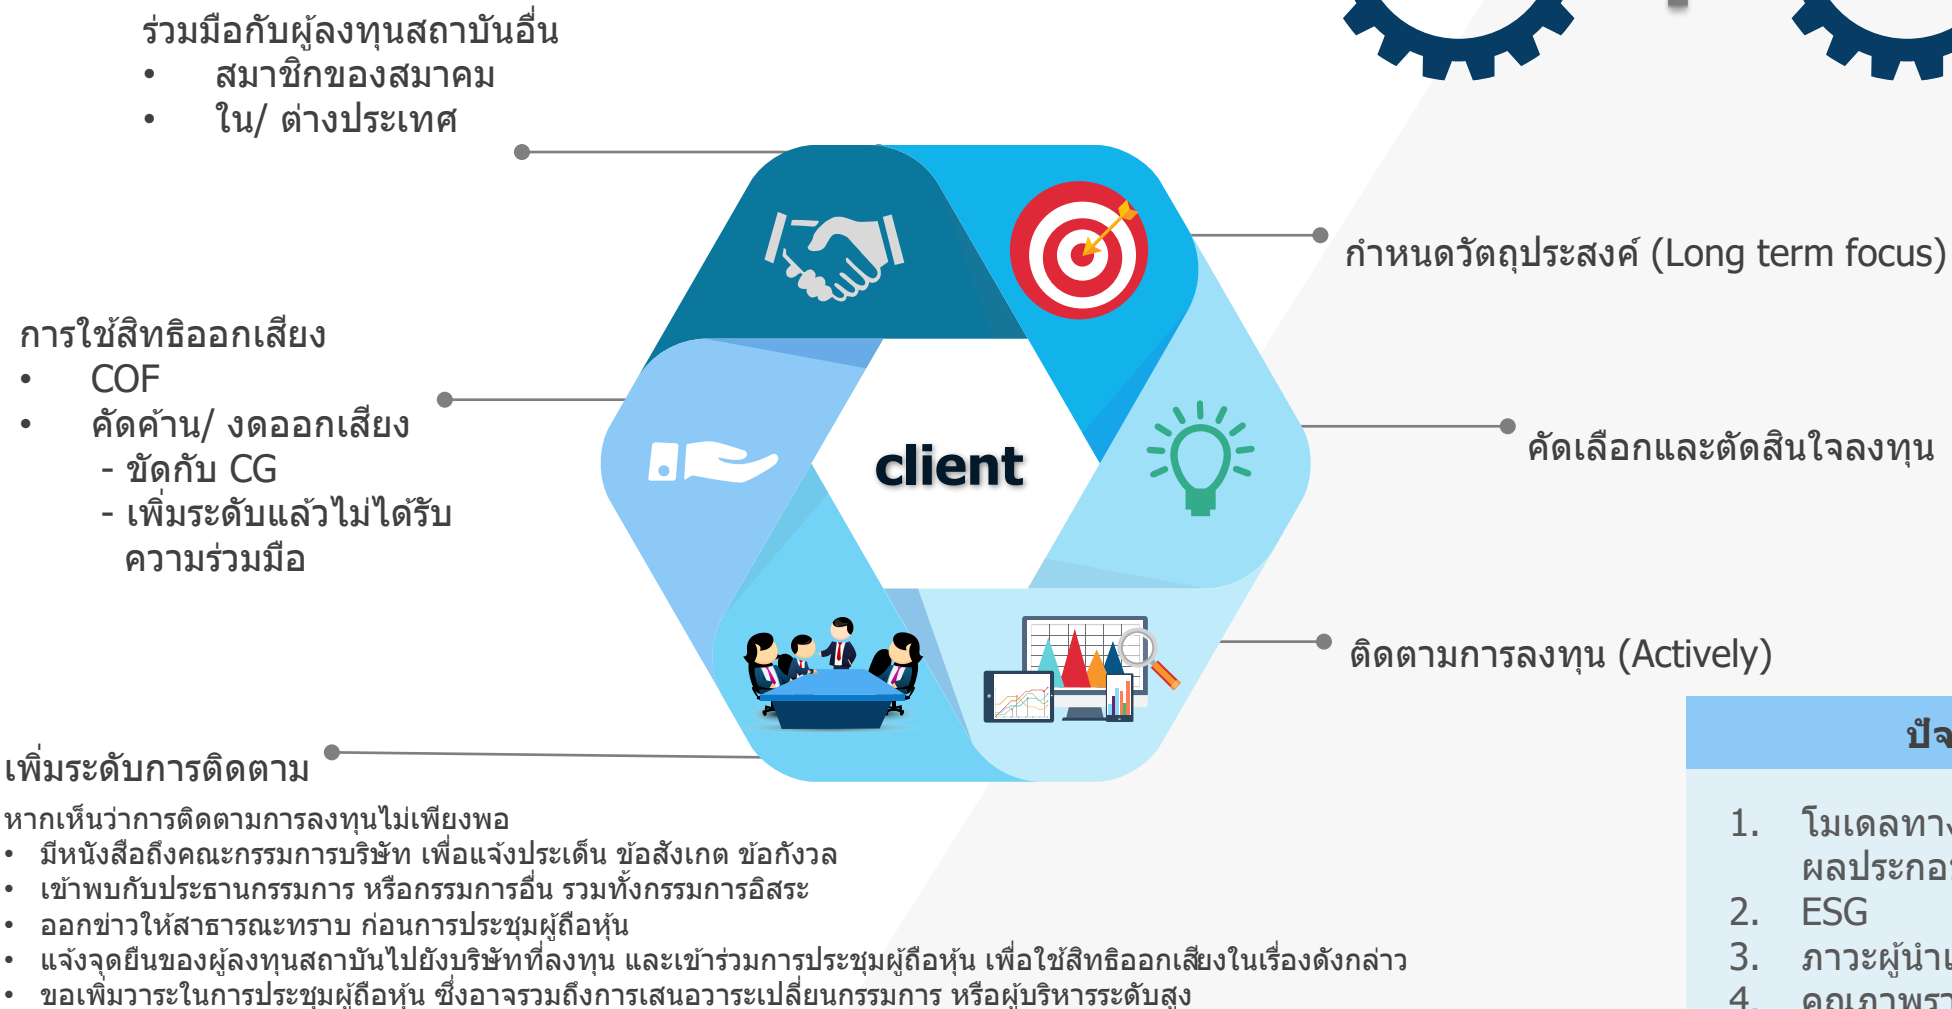 ร่วมมือกับผู้ลงทุนสถาบันอื่น
• สมาชิกของสมาคม
• ใน/ ต่างประเทศ
กำหนดวัตถุประสงค์ (Long term focus)
การใช้สิทธิออกเสียง
• COF
• คัดค้าน/ งดออกเสียง
- ขัดกับ CG
- เพิ่มระดับแล้วไม่ได้รับ
ความร่วมมือ
client
คัดเลือกและตัดสินใจลงทุน
ติดตามการลงทุน (Actively)
เพิ่มระดับการติดตาม
หากเห็นว่าการติดตามการลงทุนไม่เพียงพอ
• มีหนังสือถึงคณะกรรมการบริษัท เพื่อแจ้งประเด็น ข้อสังเกต ข้อกังวล
• เข้าพบกับประธานกรรมการ หรือกรรมการอื่น รวมทั้งกรรมการอิสระ
• ออกข่าวให้สาธารณะทราบ ก่อนการประชุมผู้ถือหุ้น
• แจ้งจุดยืนของผู้ลงทุนสถาบันไปยังบริษัทที่ลงทุน และเข้าร่วมการประชุมผู้ถือหุ้น เพื่อใช้สิทธิออกเสียงในเรื่องดังกล่าว
• ขอเพิ่มวาระในการประชุมผู้ถือหุ้น ซึ่งอาจรวมถึงการเสนอวาระเปลี่ยนกรรมการ หรือผู้บริหารระดับสูง
1. โมเดลทาง
2. ESG
3.
4.